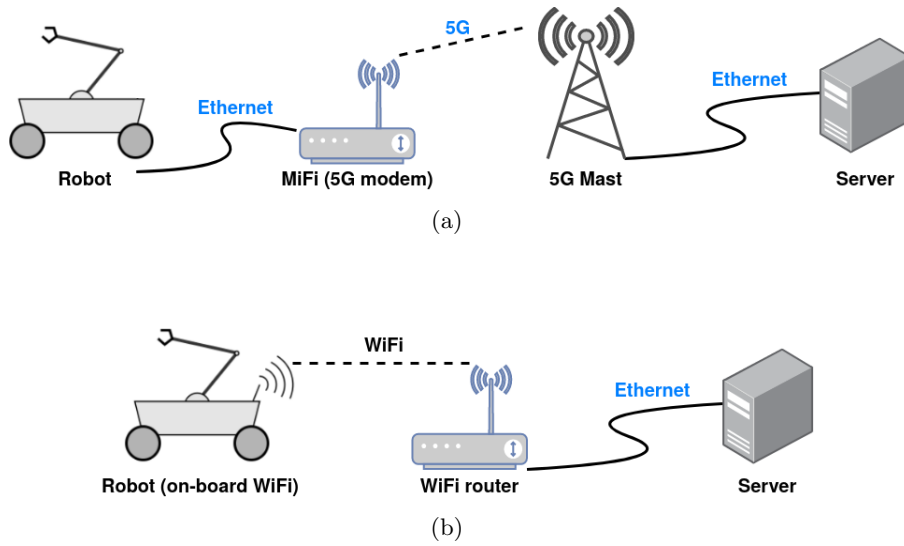 5G
Ethernet
Ethernet
Robot
MiFi (5G modem)
5G Mast
Server
(a)
WiFi
Ethernet
Robot (on-board WiFi)
WiFi router
Server
(b)